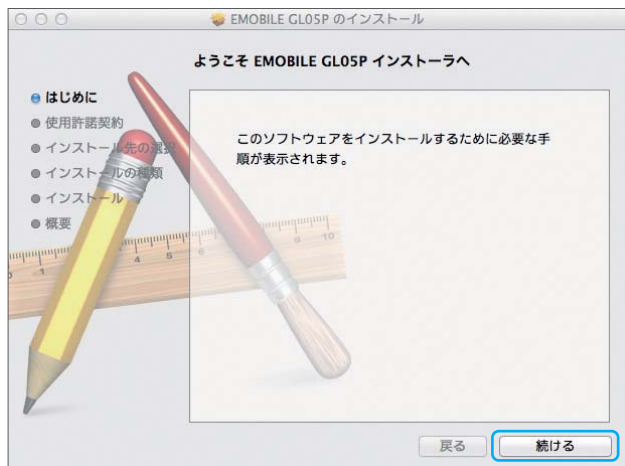 EMOBILE GL05P のインストール
ようこそ EMOBILE GL05P インストーラへ
はじめに
使用許諾契約
インストール先の選択
インストールの種類
インストール
概要
このソフトウェアをインストールするために必要な手
順が表示されます。
戻る
続ける